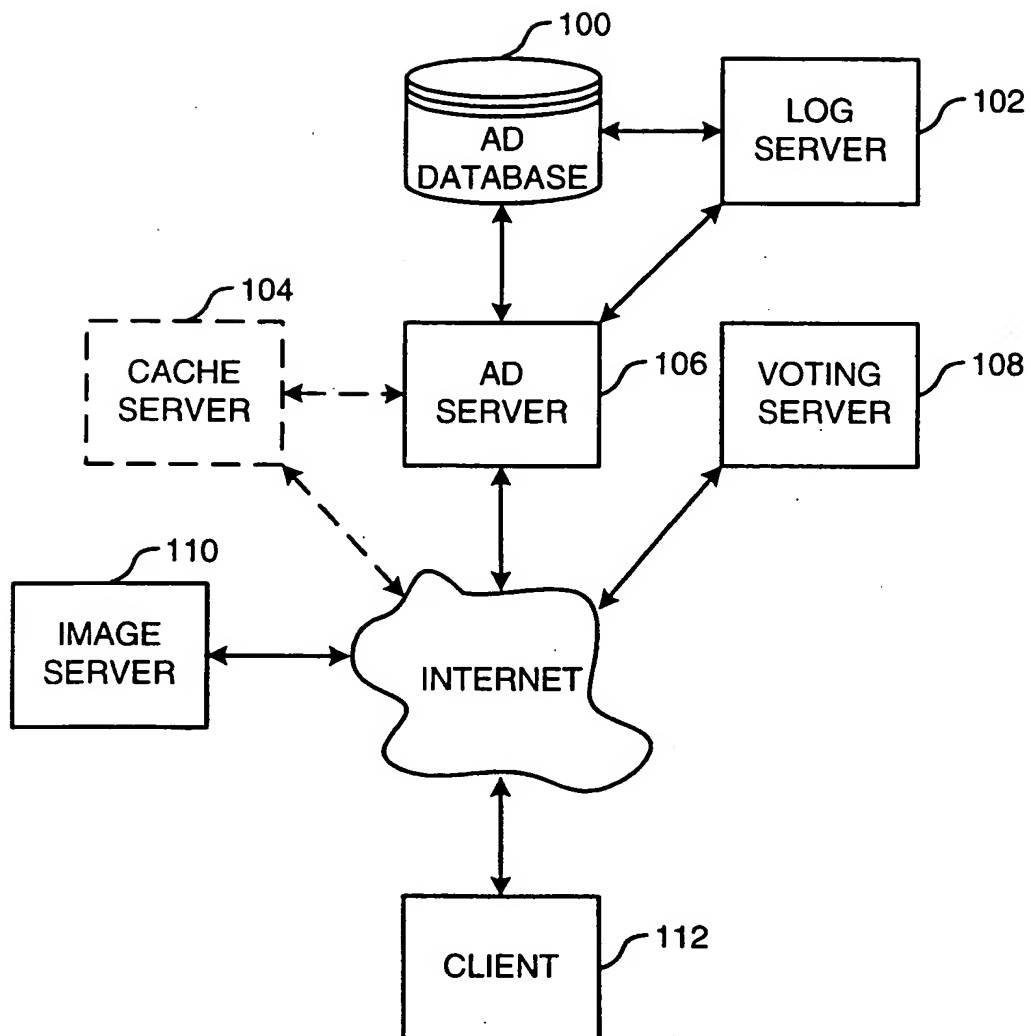 100
AD
DATABASE
LOG
SERVER
102
104
CACHE
SERVER
AD
SERVER
106
VOTING
SERVER
108
110
IMAGE
SERVER
INTERNET
CLIENT
112